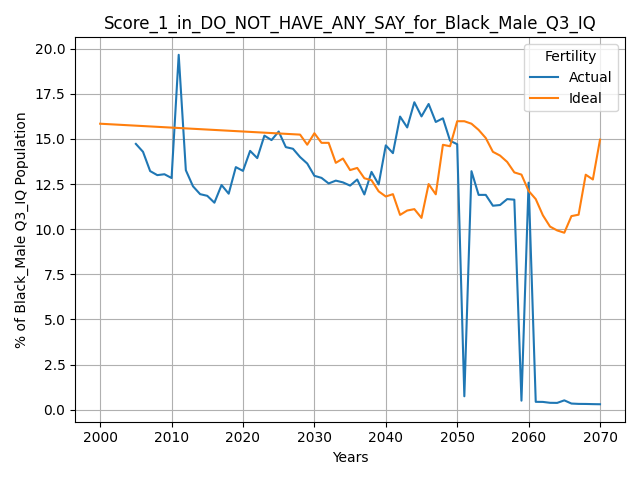 Score_1_in_DO_NOT_HAVE_ANY_SAY_for_Black_Male_Q3_IQ
% of Black_Male Q3_IQ Population
20.0
17.5
15.0
12.5
10.0
7.5
5.0
2.5
0.0
Fertility
Actual
Ideal
2000 2010 2020 2030 2040 2050 2060 2070
Years